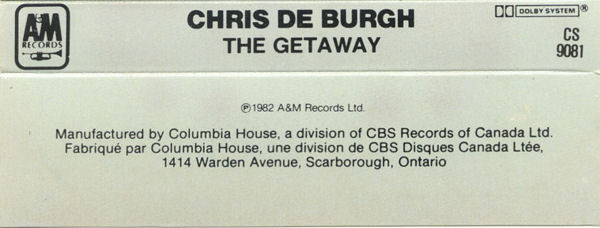 A&M
RECORDS
CHRIS DE BURGH
THE GETAWAY
DOLBY SYSTEM ®
CS
9081
℗1982 A&M Records Ltd.
Manufactured by Columbia House, a division of CBS Records of Canada Ltd.
Fabriqué par Columbia House, une division de CBS Disques Canada Ltée,
1414 Warden Avenue, Scarborough, Ontario